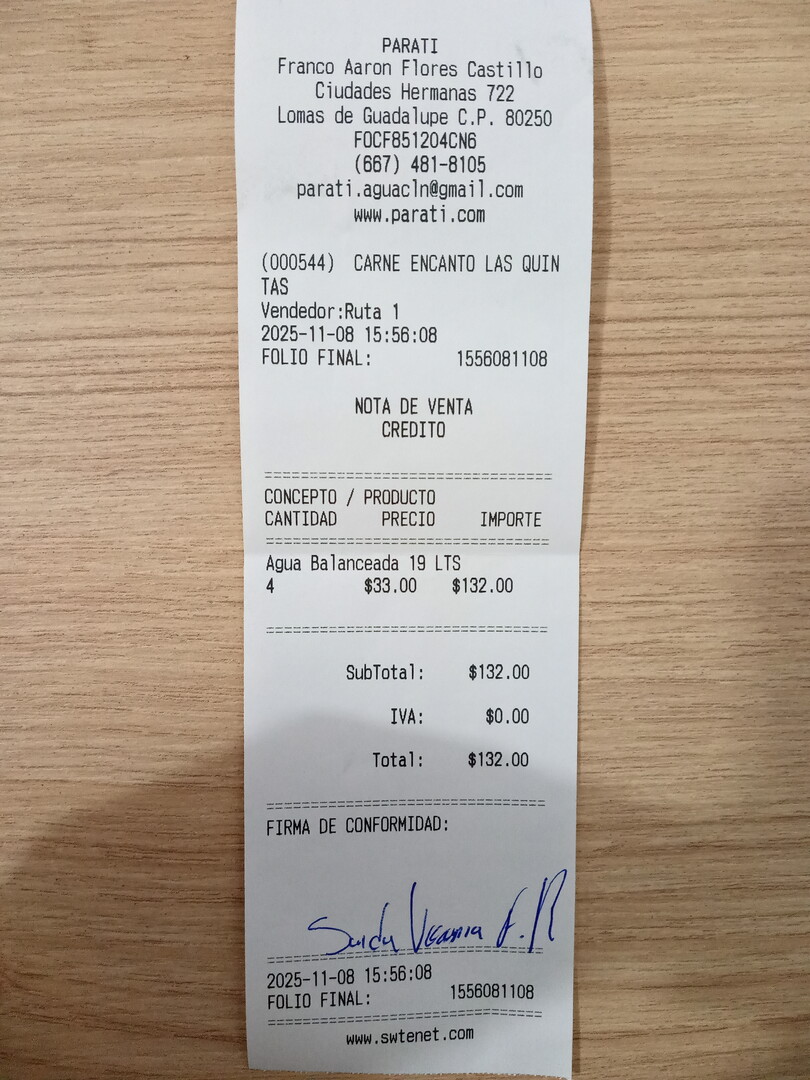 PARATI
Franco Aaron Flores Castillo
Ciudades Hermanas 722
Lomas de Guadalupe C.P. 80250
FOCF851204CN6
(667) 481-8105
parati.aguacln@gmail.com
www.parati.com
(000544) CARNE ENCANTO LAS QUIN
TAS
Vendedor:Ruta 1
2025-11-08 15:56:08
FOLIO FINAL: 1556081108
NOTA DE VENTA
CREDITO
================================
CONCEPTO / PRODUCTO
CANTIDAD PRECIO IMPORTE
================================
Agua Balanceada 19 LTS
4 $33.00 $132.00
================================
SubTotal: $132.00
IVA: $0.00
Total: $132.00
================================
FIRMA DE CONFORMIDAD:
================================
2025-11-08 15:56:08
FOLIO FINAL: 1556081108
================================
www.swtenet.com